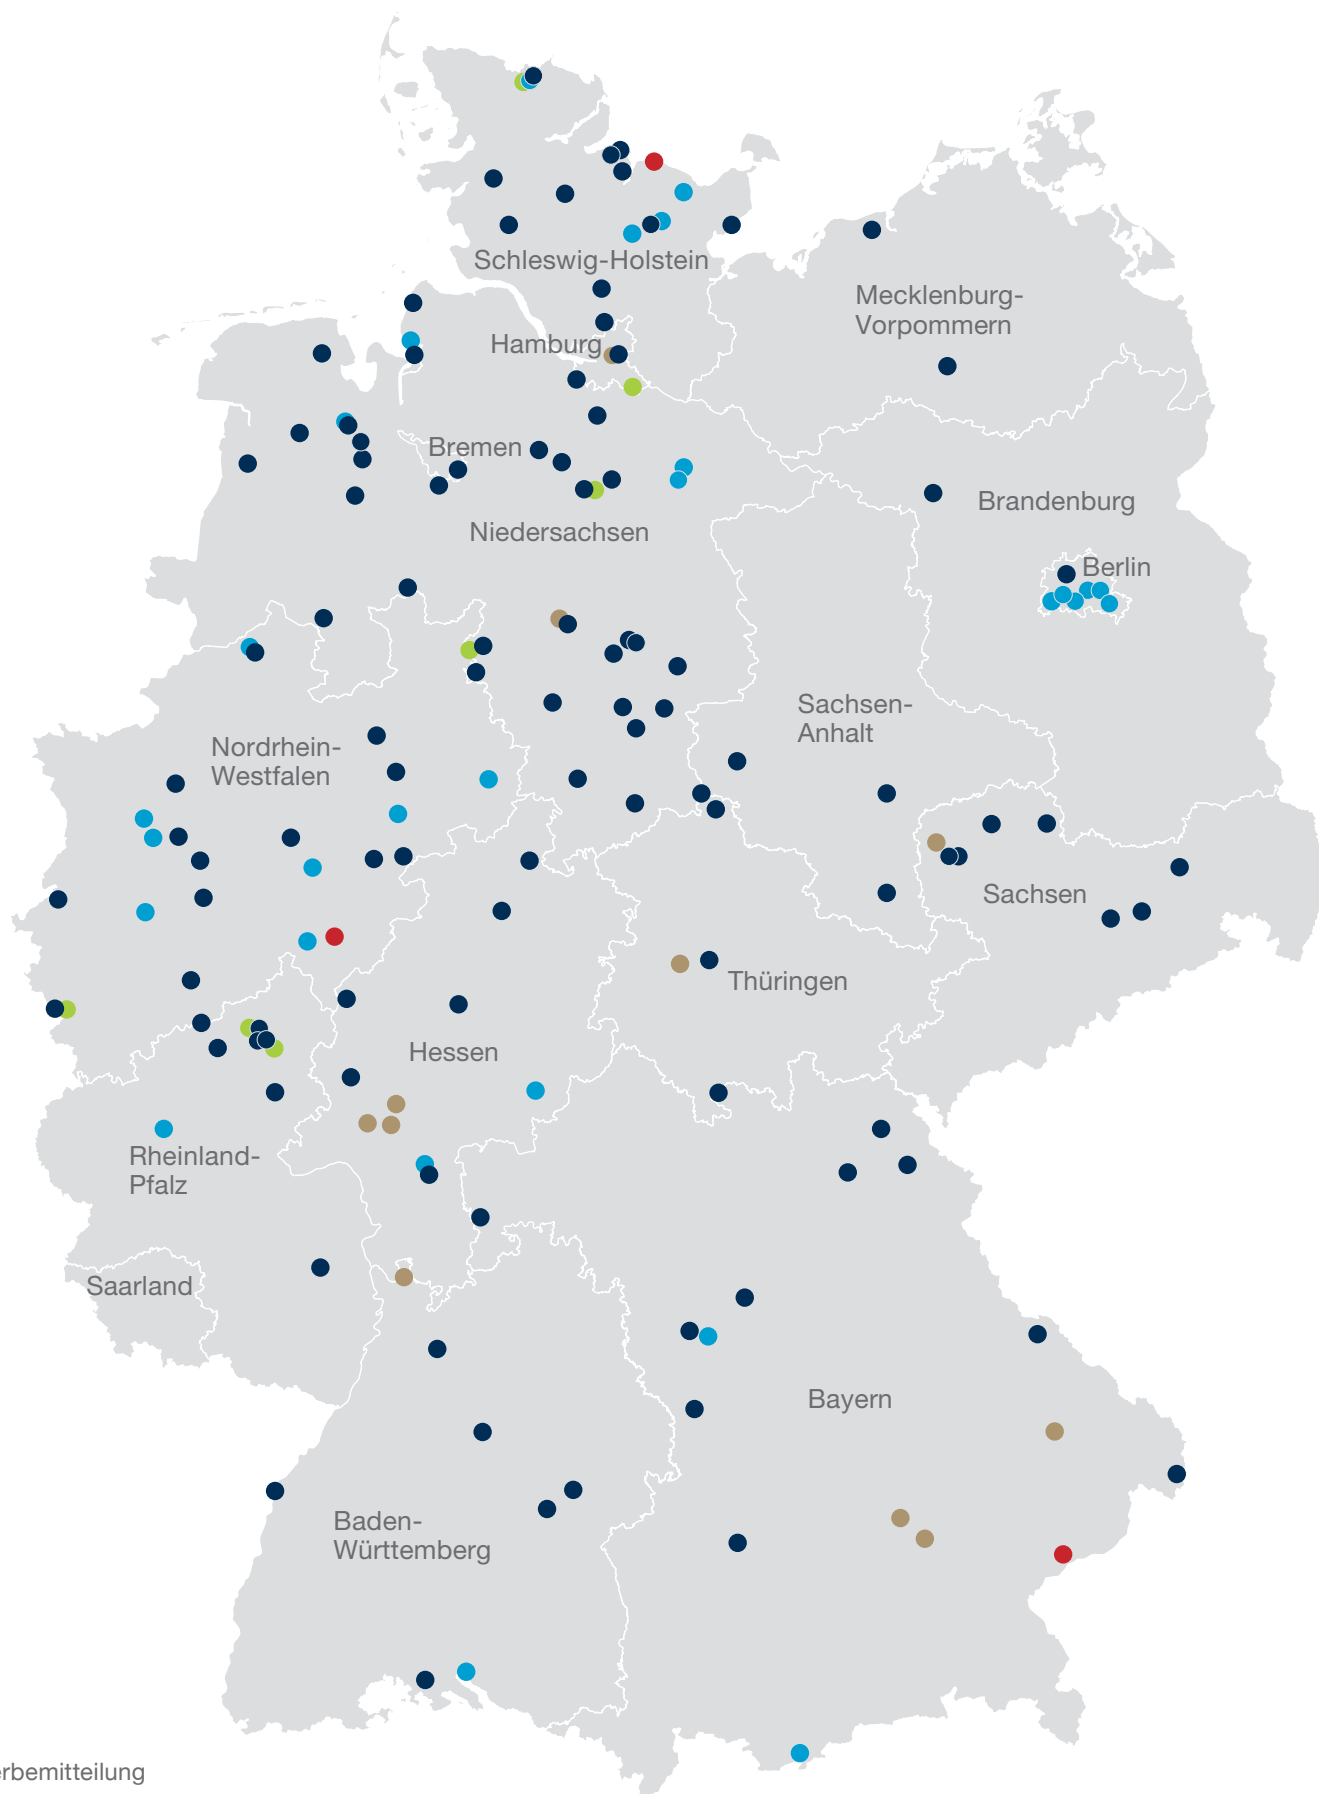 Schleswig-Holstein
Mecklenburg-
Vorpommern
Hamburg
Bremen
Brandenburg
Niedersachsen
Berlin
Sachsen-
Anhalt
Nordrhein-
Westfalen
Sachsen
Thüringen
Hessen
Rheinland-
Pfalz
Saarland
Bayern
Baden-
Württemberg
erbemitteilung